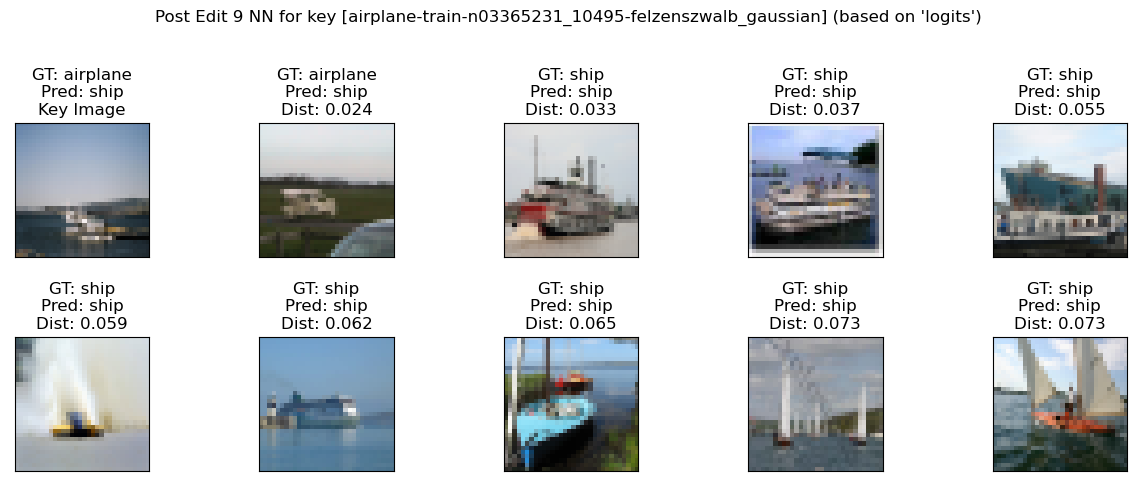 Post Edit 9 NN for key [airplane-train-n03365231_10495-felzenszwalb_gaussian] (based on 'logits')
GT: airplane
Pred: ship
Key Image
GT: airplane
Pred: ship
Dist: 0.024
GT: ship
Pred: ship
Dist: 0.033
GT: ship
Pred: ship
Dist: 0.037
GT: ship
Pred: ship
Dist: 0.055
GT: ship
Pred: ship
Dist: 0.059
GT: ship
Pred: ship
Dist: 0.062
GT: ship
Pred: ship
Dist: 0.065
GT: ship
Pred: ship
Dist: 0.073
GT: ship
Pred: ship
Dist: 0.073